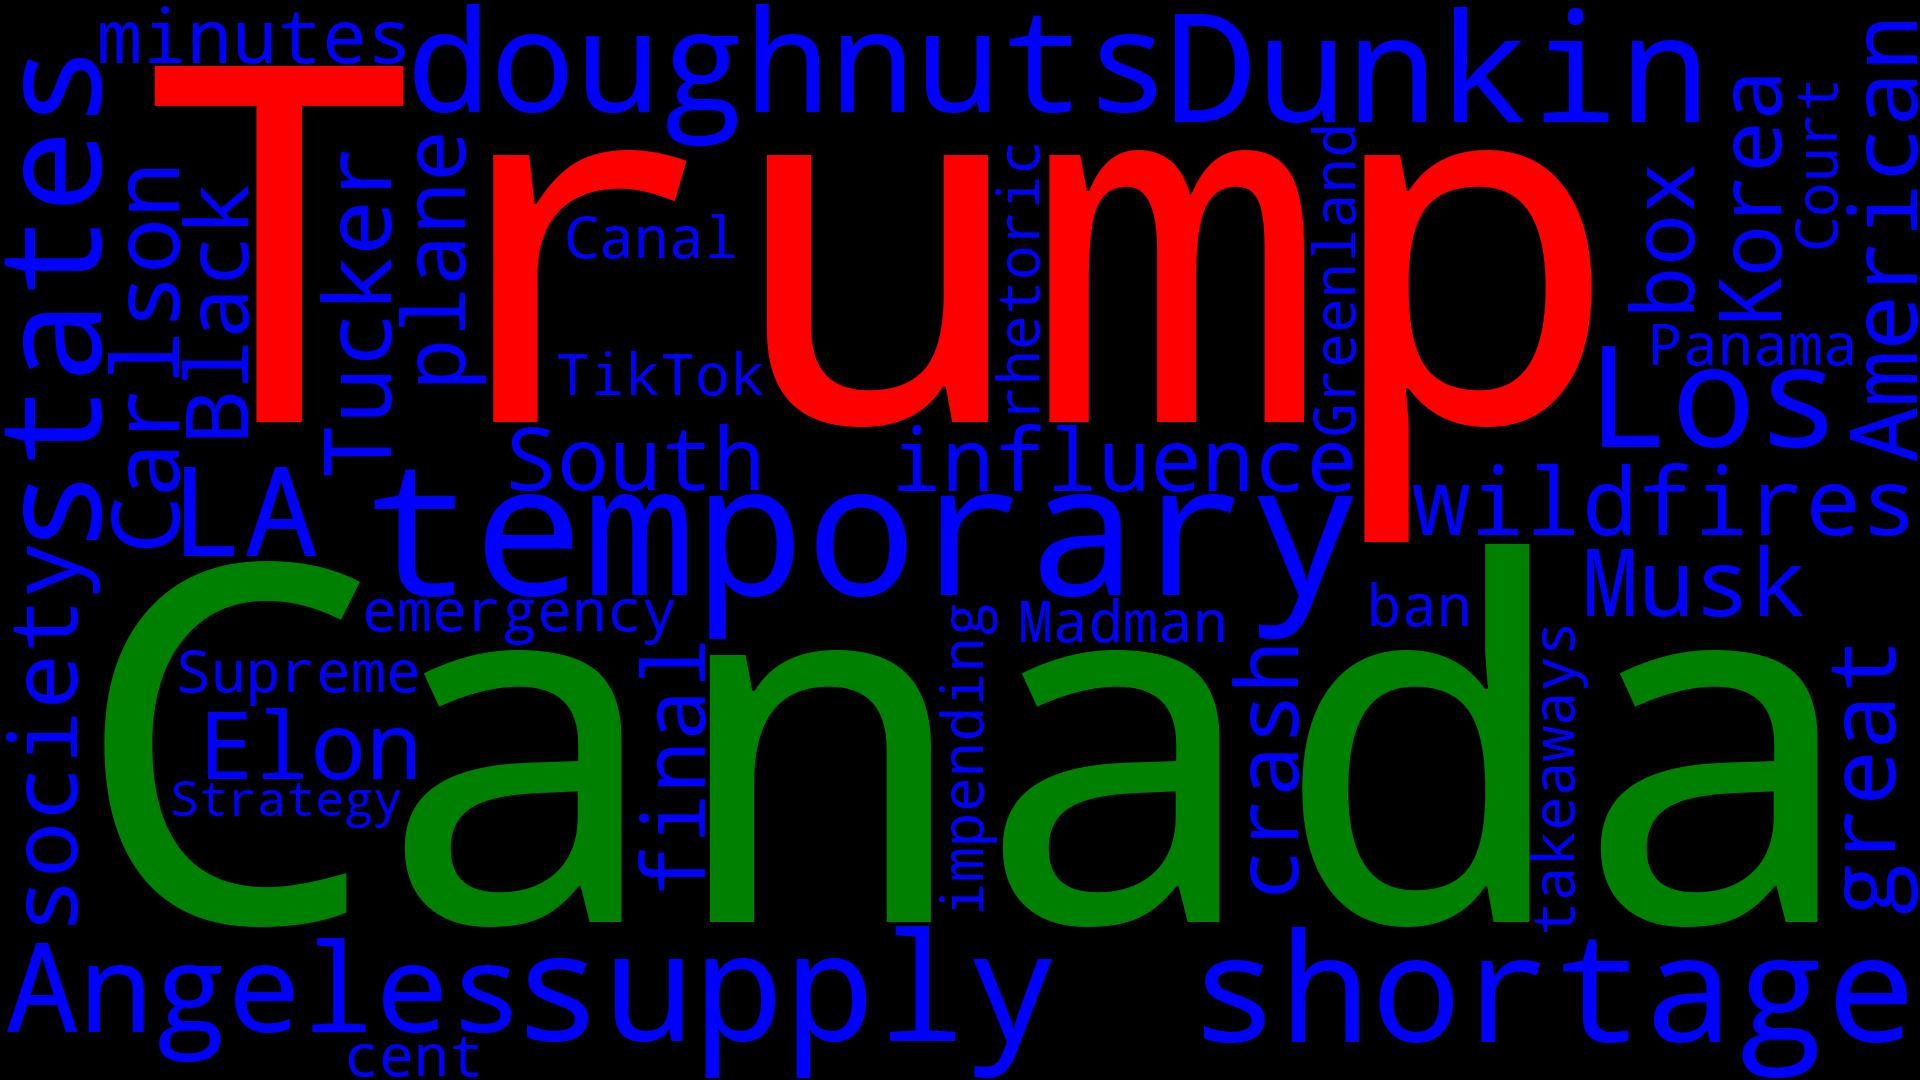 minutes
doughnuts
Dunkin
states
Trump
Carlson
Black
Tucker
plane
Canal
rhetoric
Greenland
box
Korea
Court
American
TikTok
Panama
Los
South
influence
LA
temporary
wildfires
society
Canada
emergency
Madman
ban
Musk
Supreme
final
impending
crash
takeaways
great
Elon
Strategy
Angeles
supply
shortage
cent